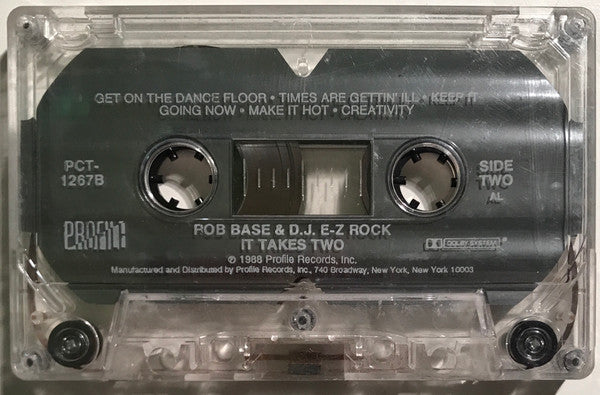 GET ON THE DANCE FLOOR • TIMES ARE GETTIN' ILL • KEEP IT
GOING NOW • MAKE IT HOT • CREATIVITY
PCT-
1267B
SIDE
TWO
AL
PROFILE
DOLBY SYSTEM
ROB BASE & D.J. E-Z ROCK
IT TAKES TWO
℗ 1988 Profile Records, Inc.
Manufactured and Distributed by Profile Records, Inc., 740 Broadway, New York, New York 10003